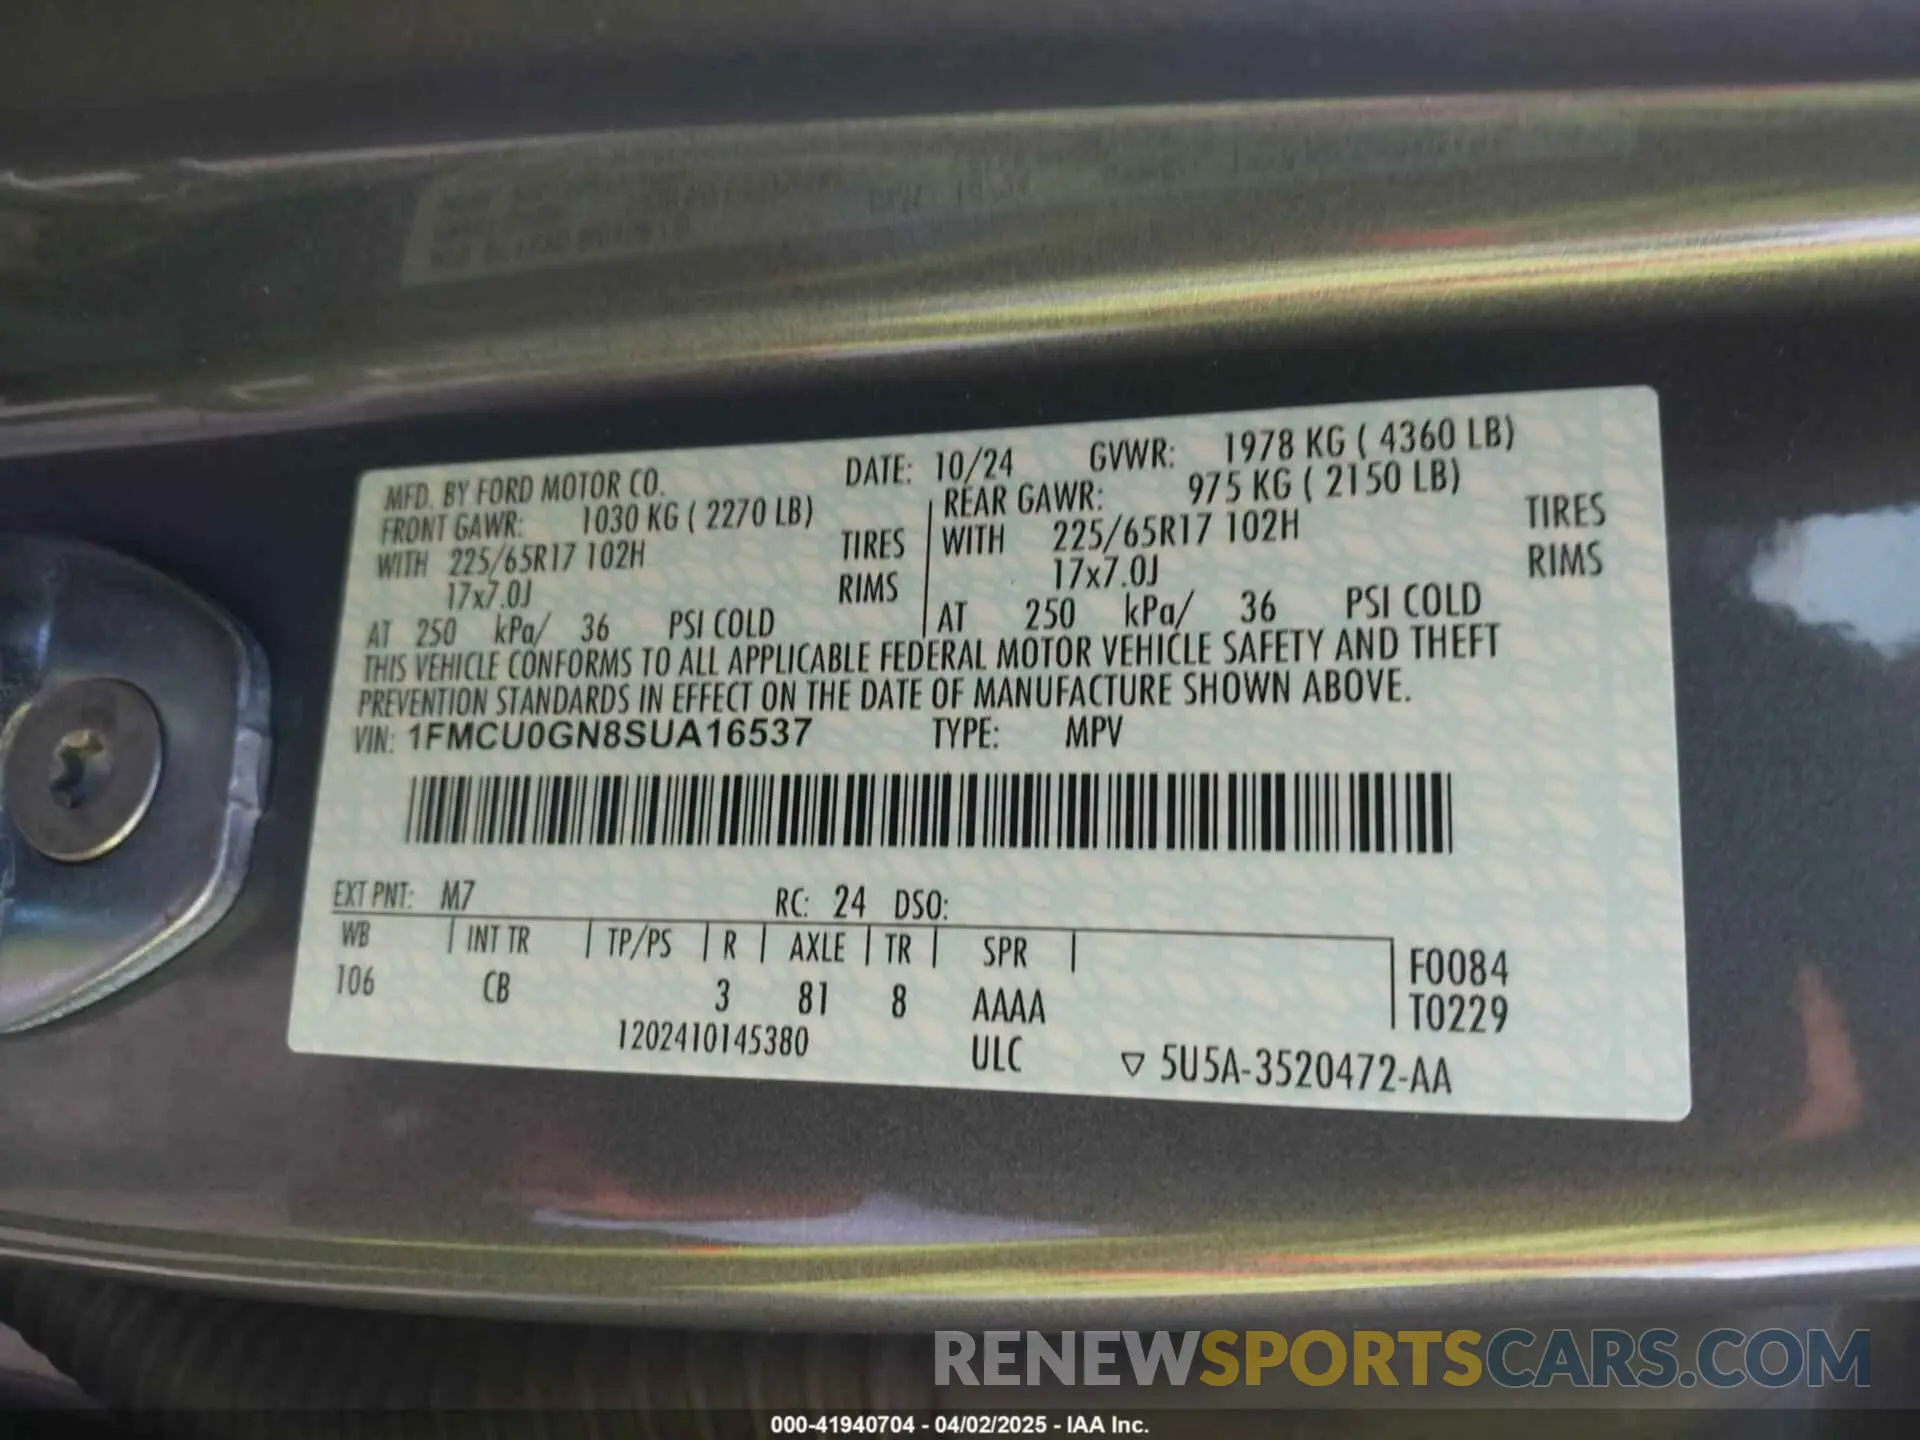 MFD. BY FORD MOTOR CO. DATE: 10/24 GVWR: 1978 KG ( 4360 LB)
FRONT GAWR: 1030 KG ( 2270 LB) REAR GAWR: 975 KG ( 2150 LB)
WITH 225/65R17 102H TIRES WITH 225/65R17 102H TIRES
17x7.0J RIMS 17x7.0J RIMS
AT 250 kPa/ 36 PSI COLD AT 250 kPa/ 36 PSI COLD
THIS VEHICLE CONFORMS TO ALL APPLICABLE FEDERAL MOTOR VEHICLE SAFETY AND THEFT
PREVENTION STANDARDS IN EFFECT ON THE DATE OF MANUFACTURE SHOWN ABOVE.
VIN: 1FMCU0GN8SUA16537 TYPE: MPV
EXT PNT: M7 RC: 24 DSO:
WB INT TR TP/PS R AXLE TR SPR F0084
106 CB 3 81 8 AAAA T0229
1202410145380 ULC 5U5A-3520472-AA
RENEWSPORTSCARS.COM
000-41940704 - 04/02/2025 - IAA Inc.